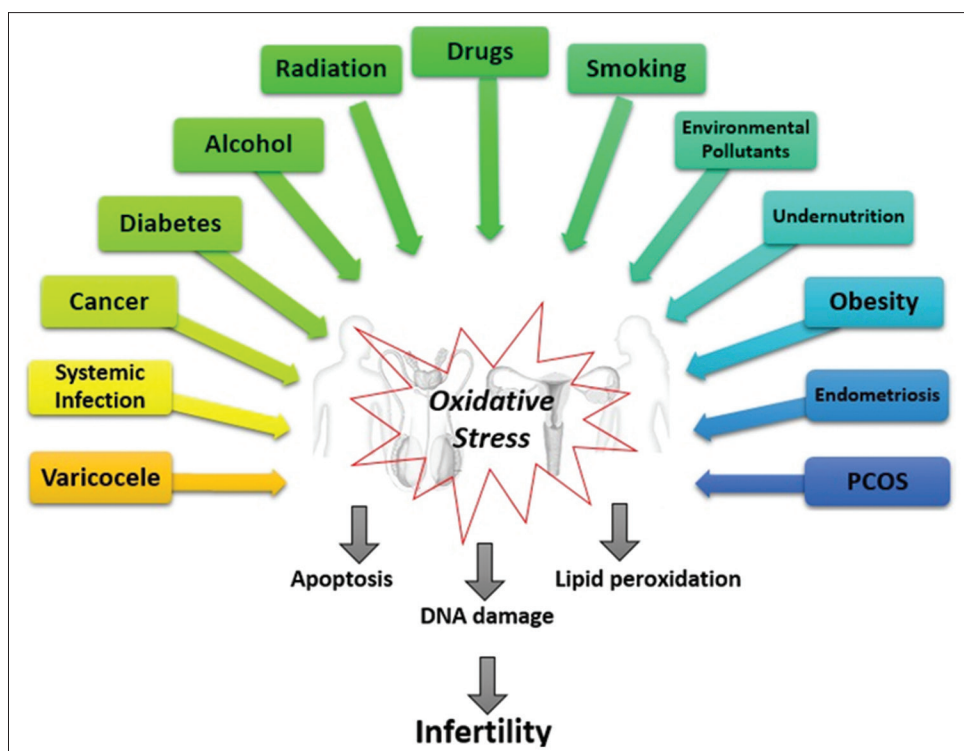 Drugs
Radiation
Smoking
Alcohol
Environmental
Pollutants
Diabetes
Undernutrition
Cancer
Obesity
Systemic
Infection
Endometriosis
Varicocele
PCOS
Oxidative
Stress
Apoptosis
Lipid peroxidation
DNA damage
Infertility